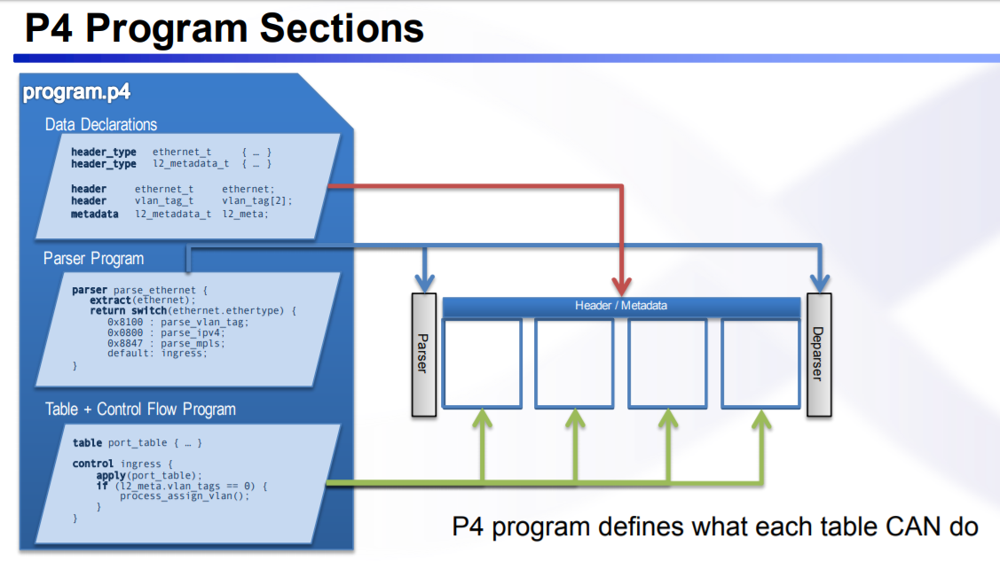 P4 Program Sections
program.p4
Data Declarations
header_type ethernet_t { … }
header_type l2_metadata_t { … }
header ethernet_t ethernet;
header vlan_tag_t vlan_tag[2];
metadata l2_metadata_t l2_meta;
Parser Program
parser parse_ethernet {
extract(ethernet);
return switch(ethernet.ethertype) {
0x8100 : parse_vlan_tag;
0x0800 : parse_ipv4;
0x8847 : parse_mpls;
default: ingress;
}
Table + Control Flow Program
table port_table { … }
control ingress {
apply(port_table);
if (l2_meta.vlan_tags == 0) {
process_assign_vlan();
}
}
Parser
Header / Metadata
Deparser
P4 program defines what each table CAN do